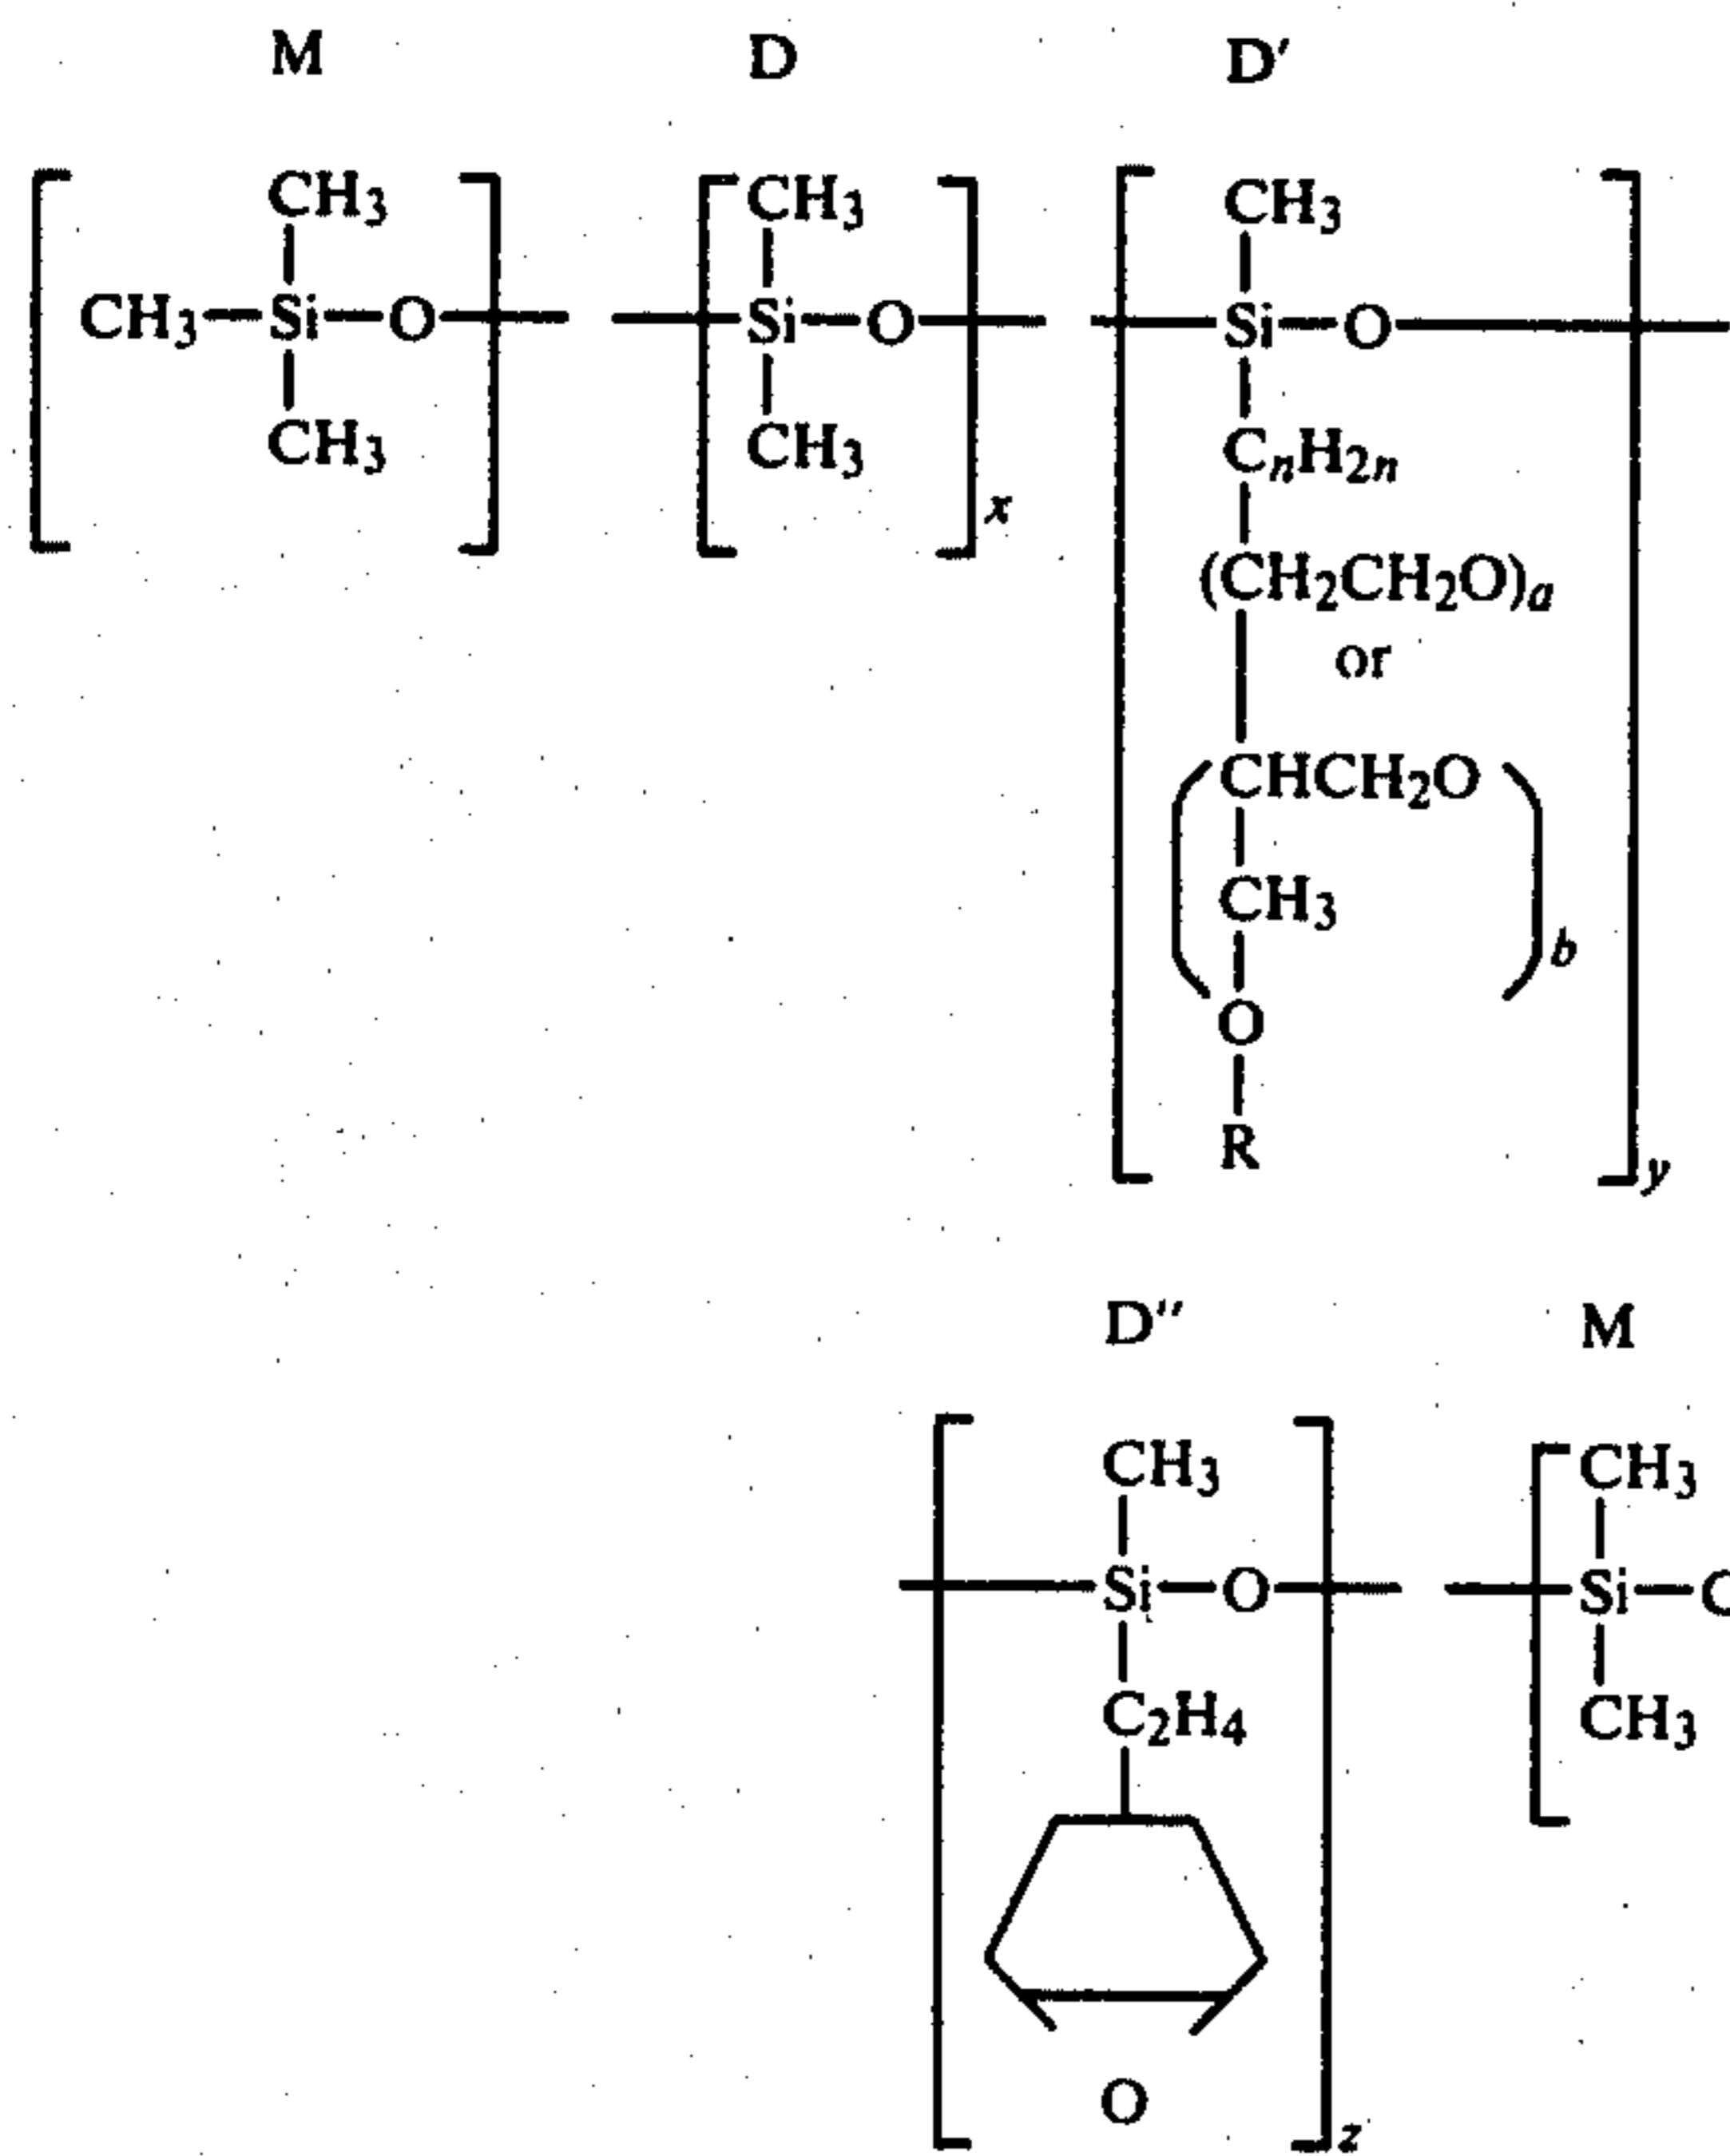 M D D′
CH₃ CH₃ CH₃
CH₃—Si—O —Si—O —Si—O
CH₃ CH₃ CₙH₂ₙ
x
(CH₂CH₂O)ₐ
or
CHCH₂O
CH₃
b
O
R
y
D″ M
CH₃ CH₃
—Si—O —Si—
C₂H₄ CH₃
O
z